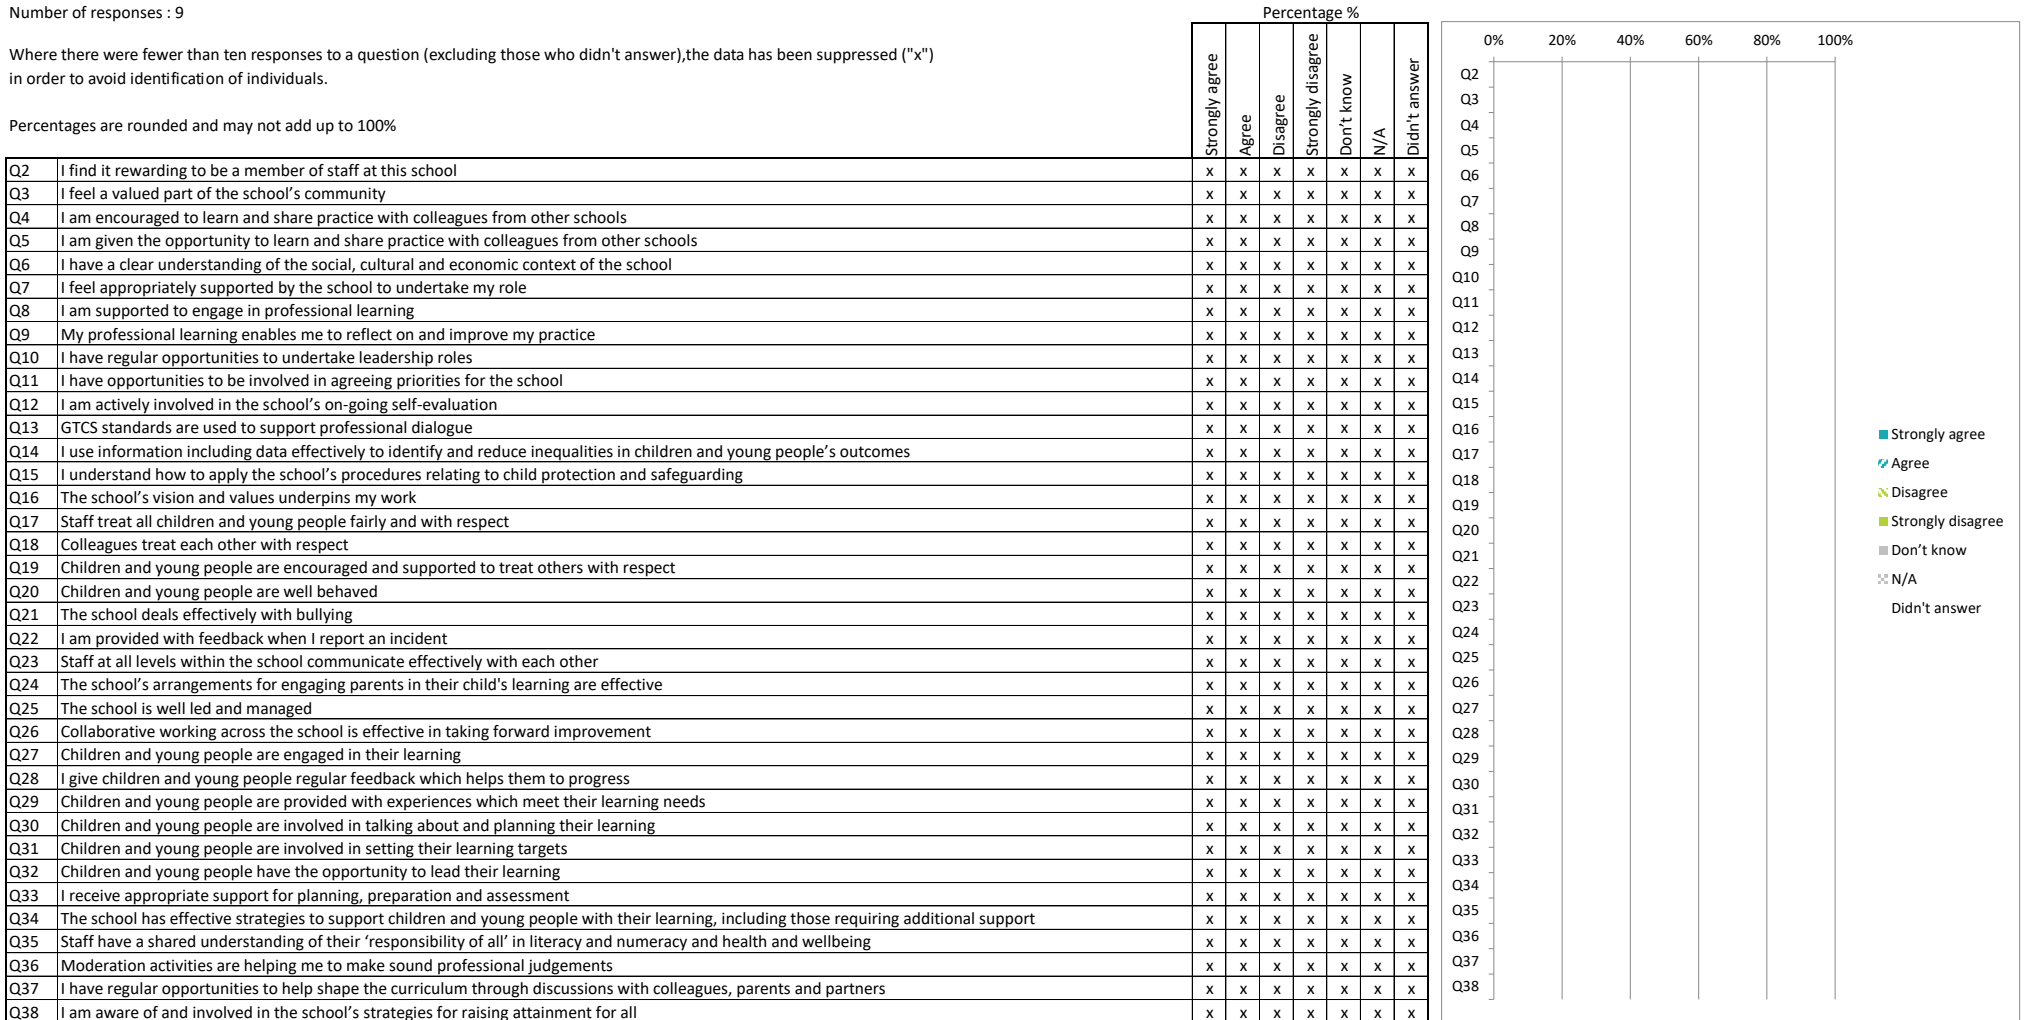 Number of responses : 9
Percentage %
Where there were fewer than ten responses to a question (excluding those who didn't answer),the data has been suppressed ("x")
in order to avoid identification of individuals.
Percentages are rounded and may not add up to 100%
Strongly agree
Agree
Disagree
Strongly disagree
Don't know
N/A
Didn't answer
Q2 I find it rewarding to be a member of staff at this school x x x x x x x
Q3 I feel a valued part of the school’s community x x x x x x x
Q4 I am encouraged to learn and share practice with colleagues from other schools x x x x x x x
Q5 I am given the opportunity to learn and share practice with colleagues from other schools x x x x x x x
Q6 I have a clear understanding of the social, cultural and economic context of the school x x x x x x x
Q7 I feel appropriately supported by the school to undertake my role x x x x x x x
Q8 I am supported to engage in professional learning x x x x x x x
Q9 My professional learning enables me to reflect on and improve my practice x x x x x x x
Q10 I have regular opportunities to undertake leadership roles x x x x x x x
Q11 I have opportunities to be involved in agreeing priorities for the school x x x x x x x
Q12 I am actively involved in the school’s on-going self-evaluation x x x x x x x
Q13 GTCS standards are used to support professional dialogue x x x x x x x
Q14 I use information including data effectively to identify and reduce inequalities in children and young people’s outcomes x x x x x x x
Q15 I understand how to apply the school’s procedures relating to child protection and safeguarding x x x x x x x
Q16 The school’s vision and values underpins my work x x x x x x x
Q17 Staff treat all children and young people fairly and with respect x x x x x x x
Q18 Colleagues treat each other with respect x x x x x x x
Q19 Children and young people are encouraged and supported to treat others with respect x x x x x x x
Q20 Children and young people are well behaved x x x x x x x
Q21 The school deals effectively with bullying x x x x x x x
Q22 I am provided with feedback when I report an incident x x x x x x x
Q23 Staff at all levels within the school communicate effectively with each other x x x x x x x
Q24 The school’s arrangements for engaging parents in their child's learning are effective x x x x x x x
Q25 The school is well led and managed x x x x x x x
Q26 Collaborative working across the school is effective in taking forward improvement x x x x x x x
Q27 Children and young people are engaged in their learning x x x x x x x
Q28 I give children and young people regular feedback which helps them to progress x x x x x x x
Q29 Children and young people are provided with experiences which meet their learning needs x x x x x x x
Q30 Children and young people are involved in talking about and planning their learning x x x x x x x
Q31 Children and young people are involved in setting their learning targets x x x x x x x
Q32 Children and young people have the opportunity to lead their learning x x x x x x x
Q33 I receive appropriate support for planning, preparation and assessment x x x x x x x
Q34 The school has effective strategies to support children and young people with their learning, including those requiring additional support x x x x x x x
Q35 Staff have a shared understanding of their ‘responsibility of all’ in literacy and numeracy and health and wellbeing x x x x x x x
Q36 Moderation activities are helping me to make sound professional judgements x x x x x x x
Q37 I have regular opportunities to help shape the curriculum through discussions with colleagues, parents and partners x x x x x x x
Q38 I am aware of and involved in the school’s strategies for raising attainment for all x x x x x x x
0% 20% 40% 60% 80% 100%
Q2
Q3
Q4
Q5
Q6
Q7
Q8
Q9
Q10
Q11
Q12
Q13
Q14
Q15
Q16
Q17
Q18
Q19
Q20
Q21
Q22
Q23
Q24
Q25
Q26
Q27
Q28
Q29
Q30
Q31
Q32
Q33
Q34
Q35
Q36
Q37
Q38
Strongly agree
Agree
Disagree
Strongly disagree
Don’t know
N/A
Didn't answer